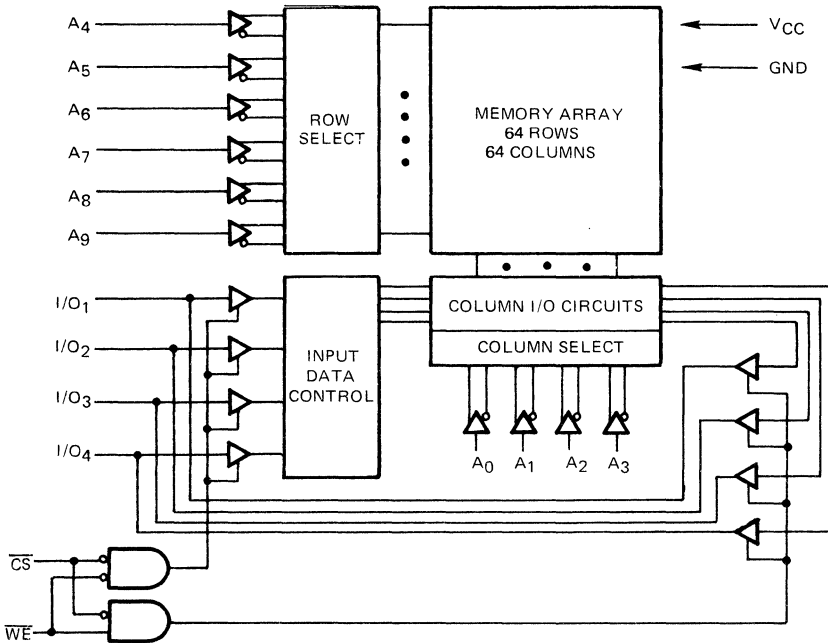 A4
A5
A6
A7
A8
A9
ROW
SELECT
MEMORY ARRAY
64 ROWS
64 COLUMNS
VCC
GND
I/O1
I/O2
I/O3
I/O4
INPUT
DATA
CONTROL
COLUMN I/O CIRCUITS
COLUMN SELECT
A0 A1 A2 A3
CS
WE